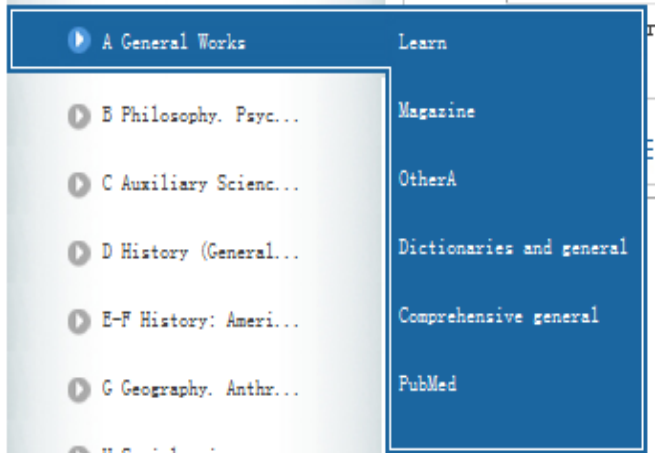 A General Works
B Philosophy. Psyc...
C Auxiliary Scienc...
D History (General...
E-F History: Ameri...
G Geography. Anthr...
Learn
Magazine
OtherA
Dictionaries and general
Comprehensive general
PubMed